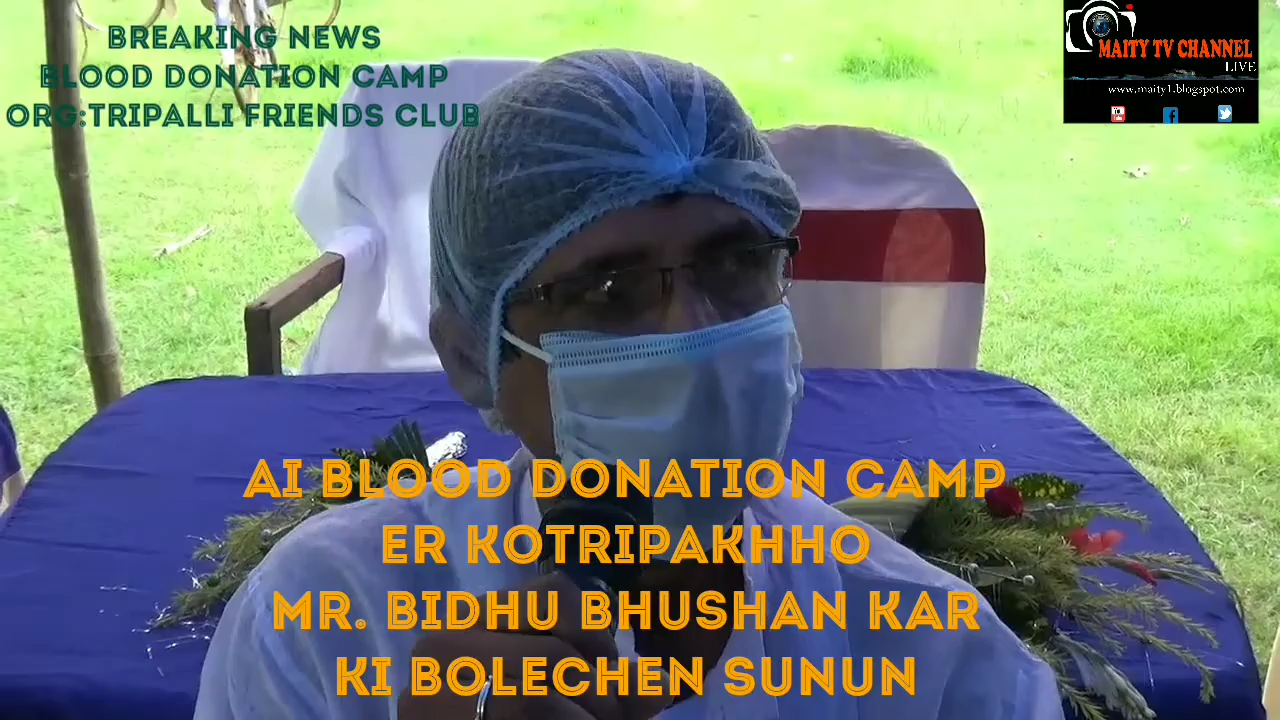 BREAKING NEWS
BLOOD DONATION CAMP
ORG:TRIPALLI FRIENDS CLUB
MAITY TV CHANNEL
LIVE
www.maity1.blogspot.com
AI BLOOD DONATION CAMP
ER KOTRIPAKHHO
MR. BIDHU BHUSHAN KAR
KI BOLECHEN SUNUN